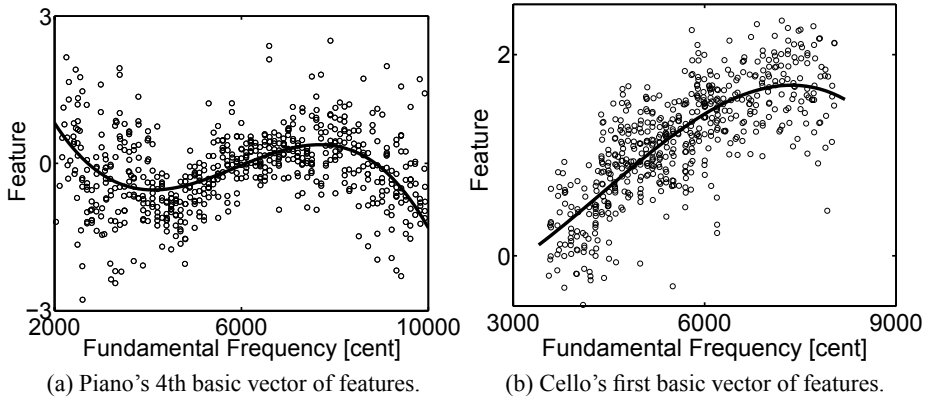 3
0
−3
Feature
2000 6000 10000
Fundamental Frequency [cent]
(a) Piano's 4th basic vector of features.
2
0
Feature
3000 6000 9000
Fundamental Frequency [cent]
(b) Cello's first basic vector of features.